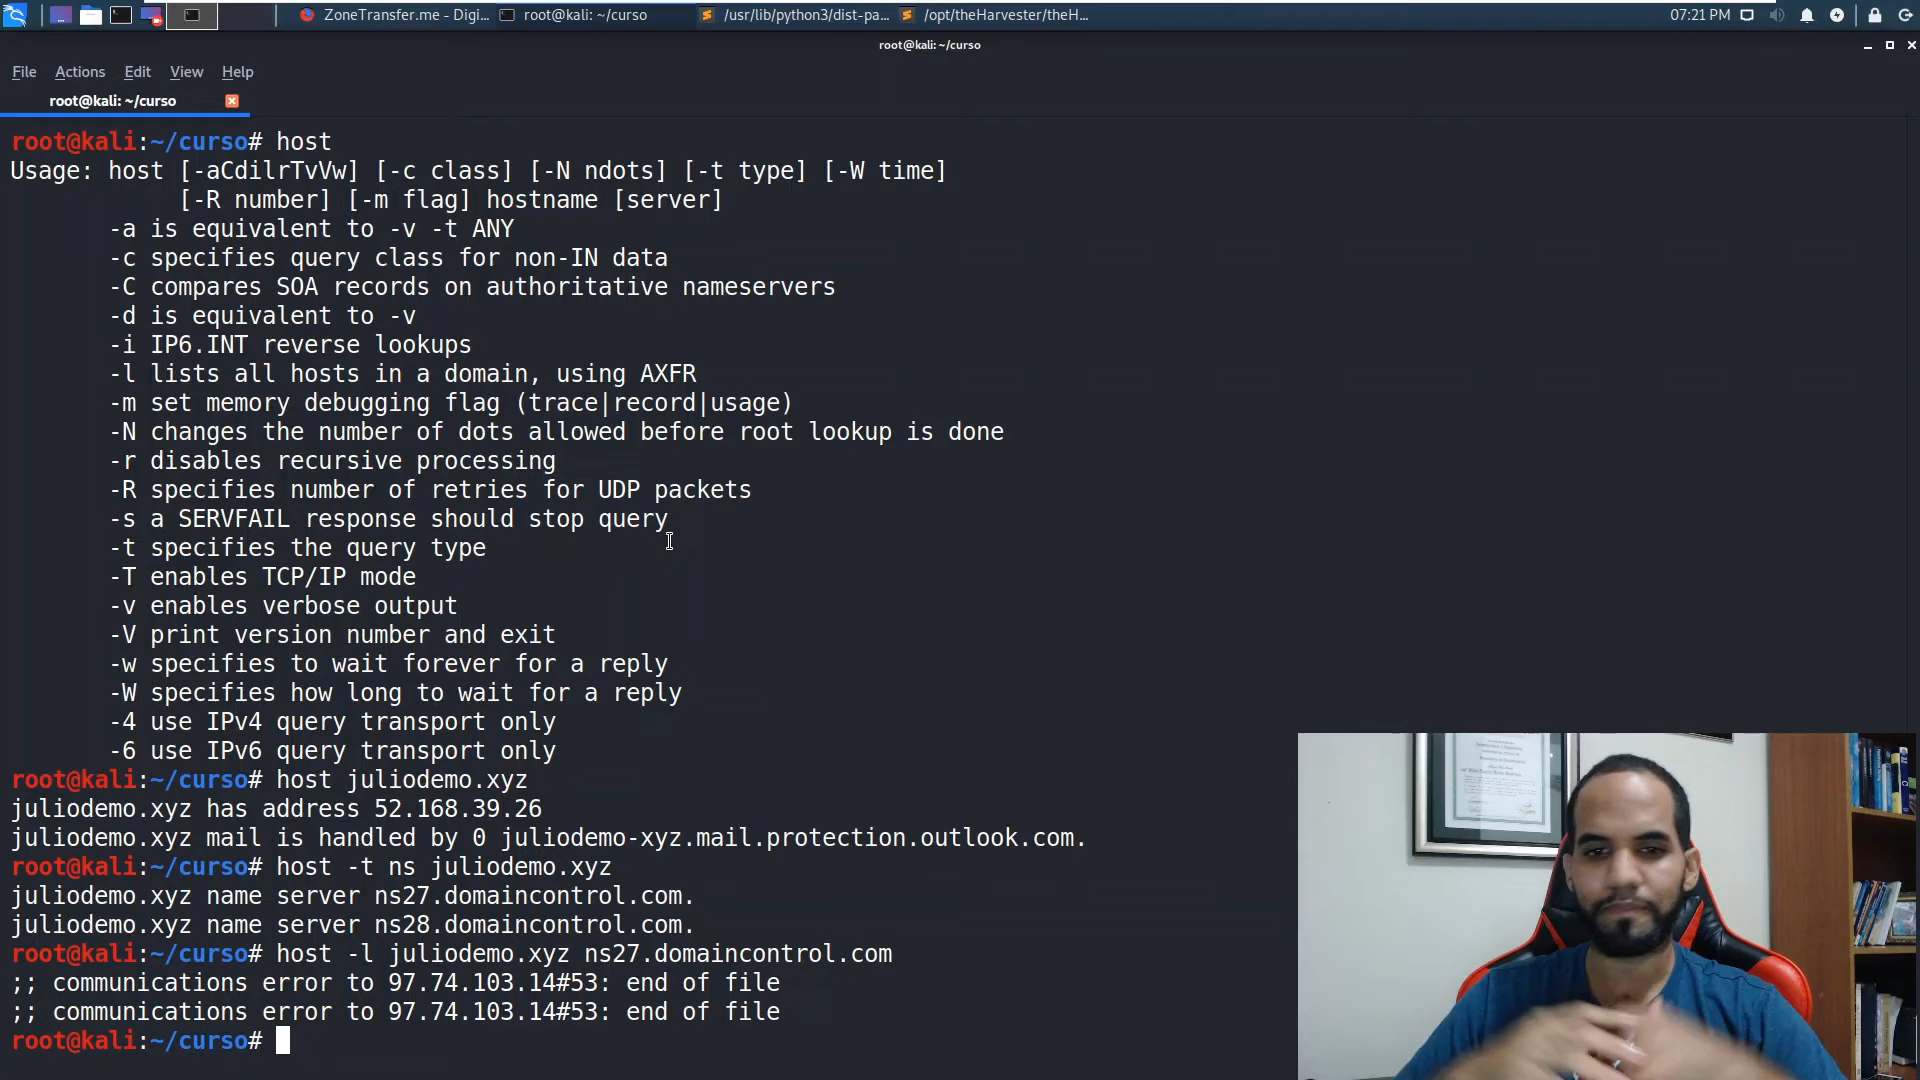 ZoneTransfer.me - Digi...
root@kali: ~/curso
/usr/lib/python3/dist-pa...
/opt/theHarvester/theH...
07:21 PM
root@kali: ~/curso
File Actions Edit View Help
root@kali: ~/curso
root@kali:~/curso# host
Usage: host [-aCdilrTvVw] [-c class] [-N ndots] [-t type] [-W time]
[-R number] [-m flag] hostname [server]
-a is equivalent to -v -t ANY
-c specifies query class for non-IN data
-C compares SOA records on authoritative nameservers
-d is equivalent to -v
-i IP6.INT reverse lookups
-l lists all hosts in a domain, using AXFR
-m set memory debugging flag (trace|record|usage)
-N changes the number of dots allowed before root lookup is done
-r disables recursive processing
-R specifies number of retries for UDP packets
-s a SERVFAIL response should stop query
-t specifies the query type
-T enables TCP/IP mode
-v enables verbose output
-V print version number and exit
-w specifies to wait forever for a reply
-W specifies how long to wait for a reply
-4 use IPv4 query transport only
-6 use IPv6 query transport only
root@kali:~/curso# host juliodemo.xyz
juliodemo.xyz has address 52.168.39.26
juliodemo.xyz mail is handled by 0 juliodemo-xyz.mail.protection.outlook.com.
root@kali:~/curso# host -t ns juliodemo.xyz
juliodemo.xyz name server ns27.domaincontrol.com.
juliodemo.xyz name server ns28.domaincontrol.com.
root@kali:~/curso# host -l juliodemo.xyz ns27.domaincontrol.com
;; communications error to 97.74.103.14#53: end of file
;; communications error to 97.74.103.14#53: end of file
root@kali:~/curso#